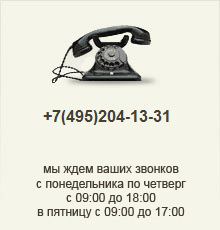 +7(495)204-13-31
мы ждем ваших звонков
с понедельника по четверг
с 09:00 до 18:00
в пятницу с 09:00 до 17:00